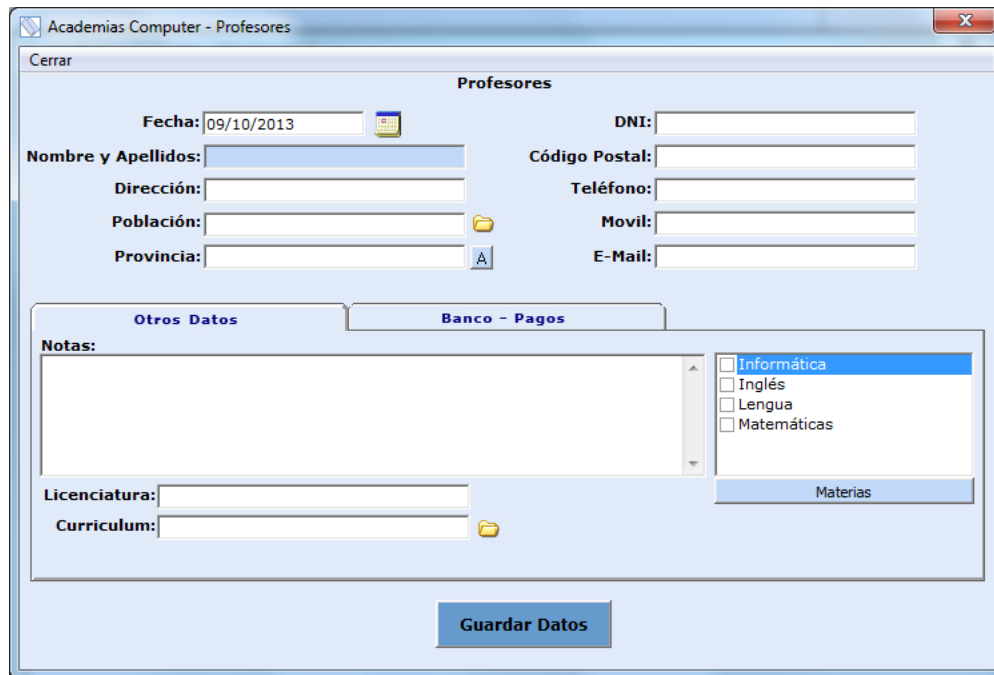 Academias Computer - Profesores
Cerrar
Profesores
Fecha: 09/10/2013
DNI:
Nombre y Apellidos:
Código Postal:
Dirección:
Teléfono:
Población:
Movil:
Provincia:
A
E-Mail:
Otros Datos
Banco - Pagos
Notas:
Informática
Inglés
Lengua
Matemáticas
Materias
Licenciatura:
Curriculum:
Guardar Datos